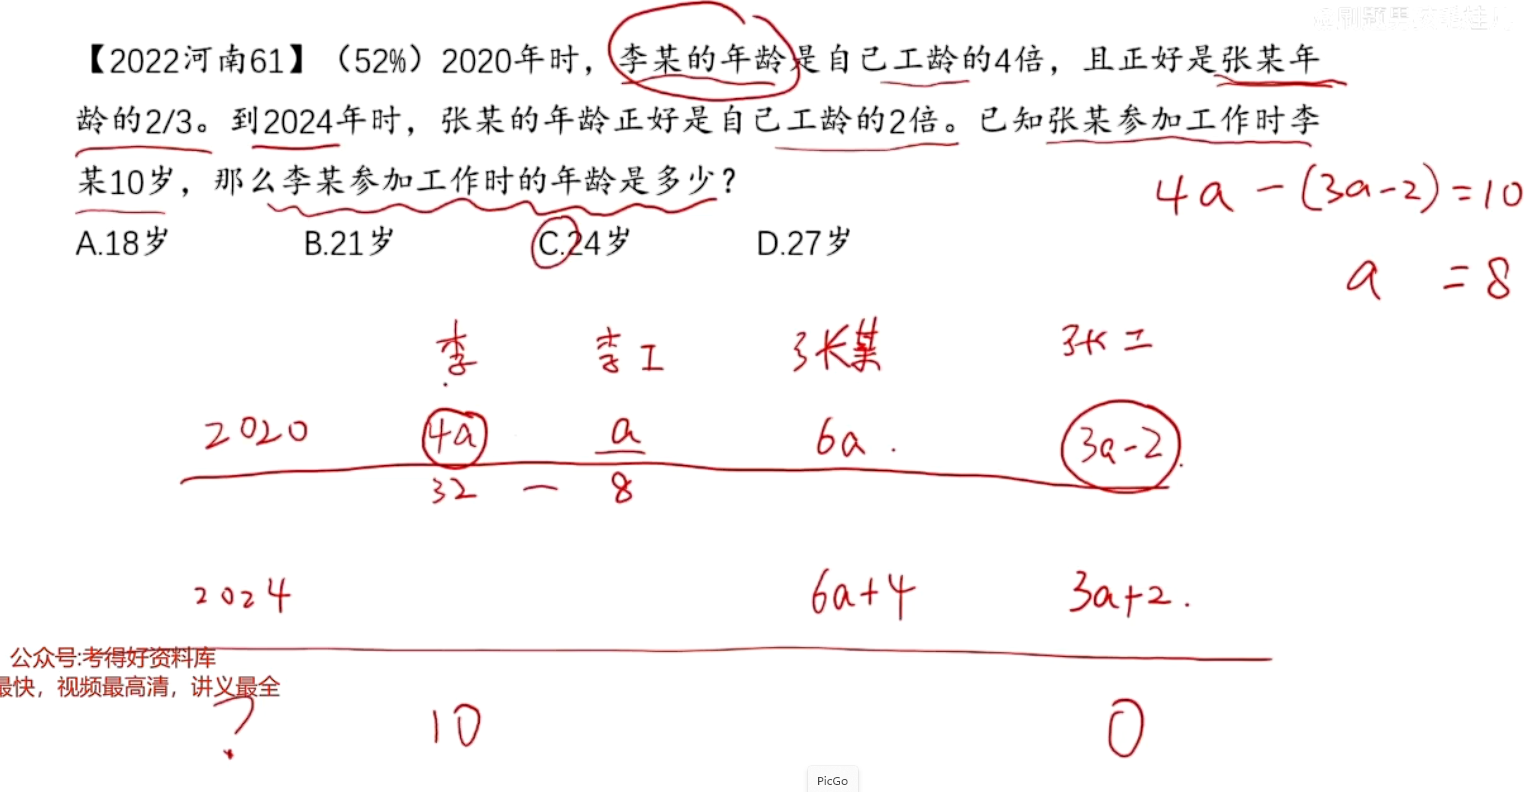 【2022河南61】（52%）2020年时，李某的年龄是自己工龄的4倍，且正好是张某年
龄的2/3。到2024年时，张某的年龄正好是自己工龄的2倍。已知张某参加工作时李
某10岁，那么李某参加工作时的年龄是多少？
4a － (3a－2) = 10
A.18岁 B.21岁 C.24岁 D.27岁
a = 8
李 李工 张某 张工
2020 4a a 6a. 3a－2.
32 － 8
2024 6a+4 3a+2.
公众号:考得好资料库
最快，视频最高清，讲义最全
? 10 0
PicGo